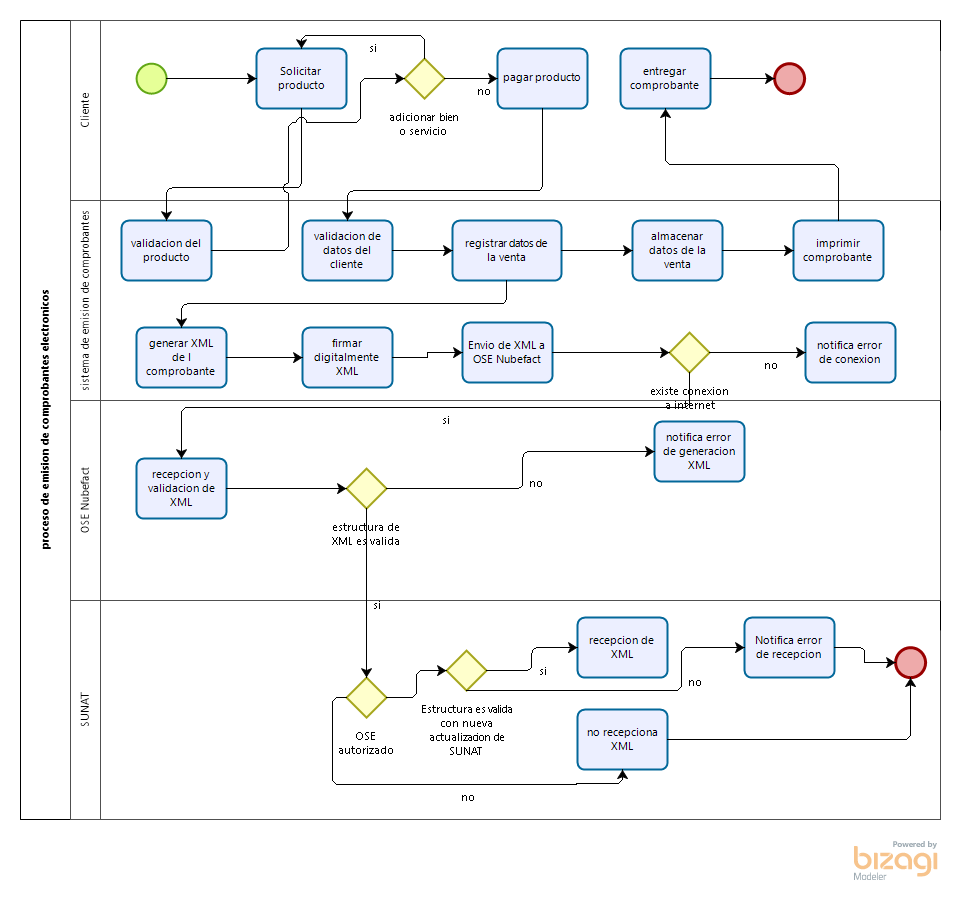 proceso de emision de comprobantes electronicos
Cliente
Solicitar
producto
si
adicionar bien
o servicio
no
pagar producto
entregar
comprobante
sistema de emision de comprobantes
validacion del
producto
validacion de
datos del
cliente
registrar datos de
la venta
almacenar
datos de la
venta
imprimir
comprobante
generar XML
de l
comprobante
firmar
digitalmente
XML
Envio de XML a
OSE Nubefact
existe conexion
a internet
no
notifica error
de conexion
OSE Nubefact
si
recepcion y
validacion de
XML
estructura de
XML es valida
no
notifica error
de generacion
XML
si
SUNAT
OSE
autorizado
Estructura es valida
con nueva
actualizacion de
SUNAT
si
recepcion de
XML
no
Notifica error
de recepcion
no recepciona
XML
no
Powered by
bizagi
Modeler